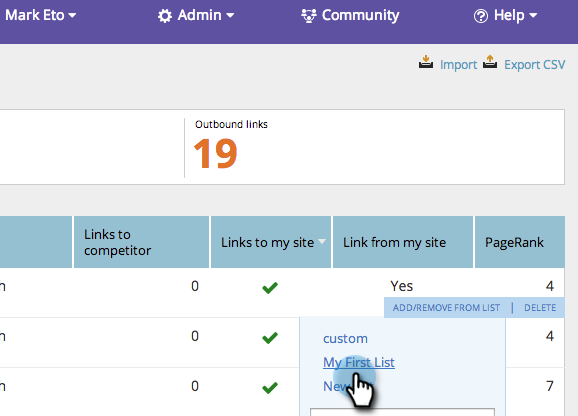 Mark Eto Admin Community Help
Import Export CSV
Outbound links
19
Links to competitor Links to my site Link from my site PageRank
h 0 Yes 4
ADD/REMOVE FROM LIST | DELETE
h 0 4
custom
My First List
h 0 New 7